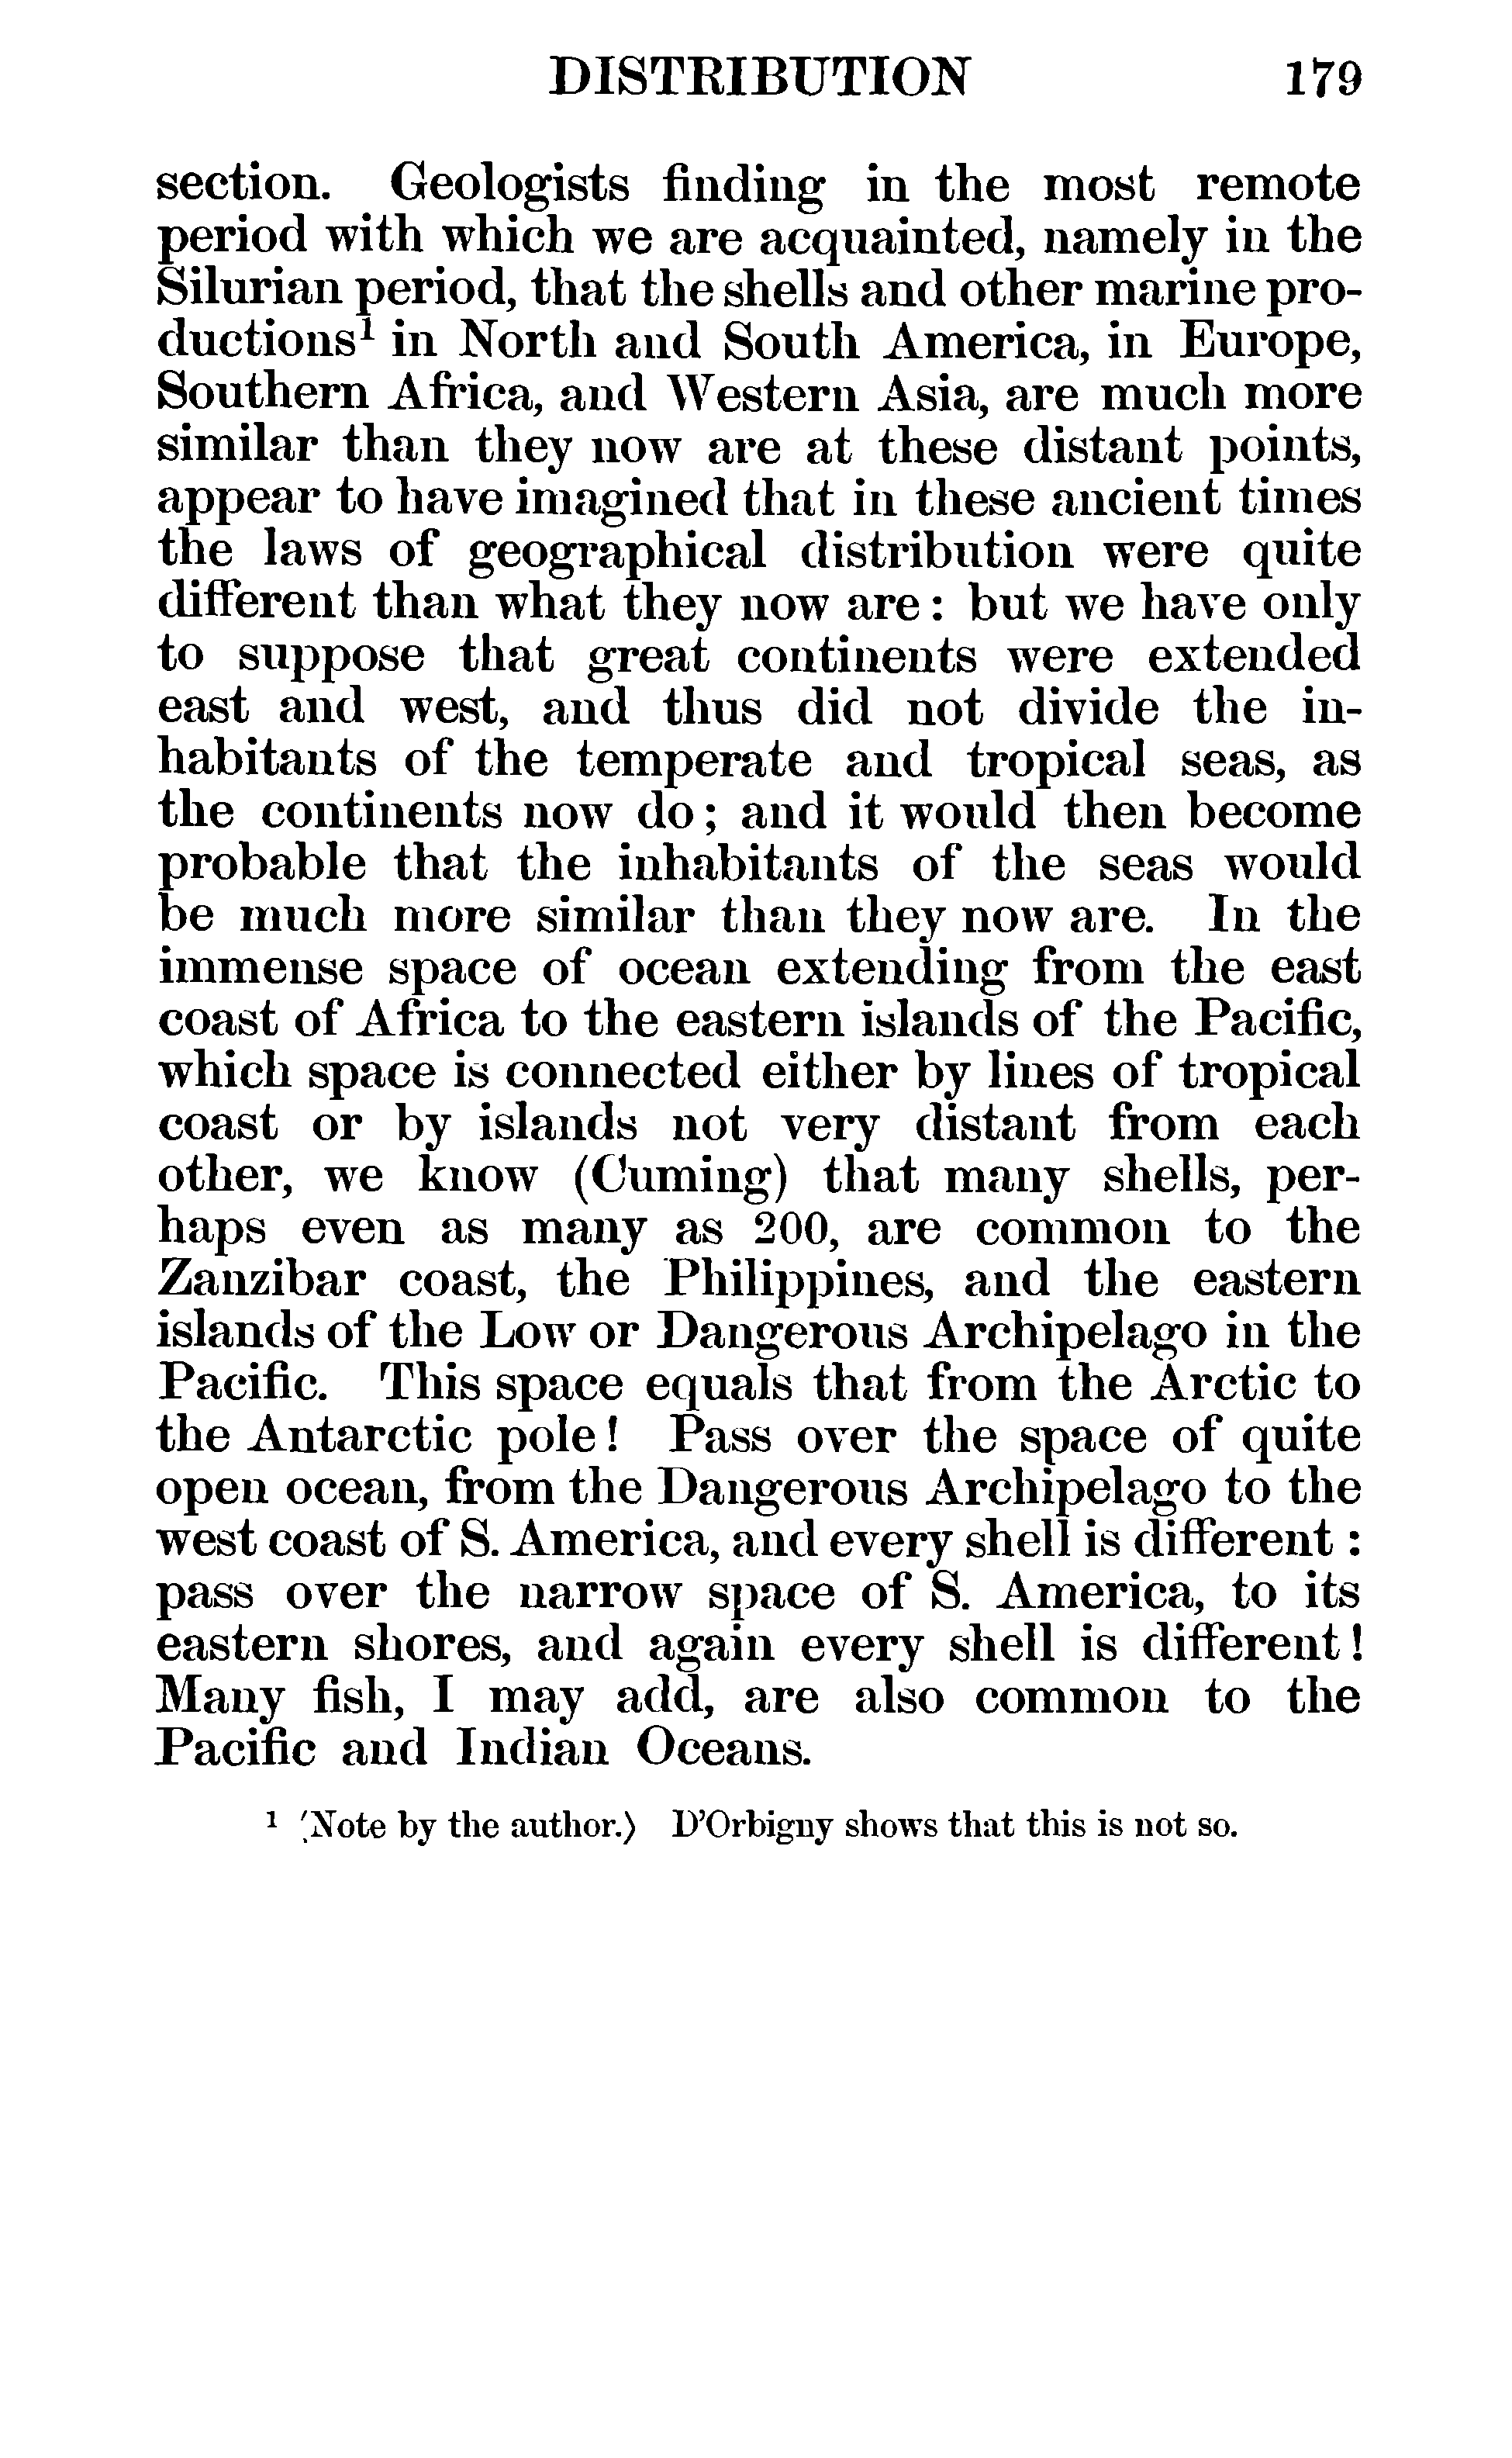 DISTRIBUTION 179
section. Geologists finding in the most remote
period with which we are acquainted, namely in the
Silurian period, that the shells and other marine pro-
ductions¹ in North and South America, in Europe,
Southern Africa, and Western Asia, are much more
similar than they now are at these distant points,
appear to have imagined that in these ancient times
the laws of geographical distribution were quite
different than what they now are: but we have only
to suppose that great continents were extended
east and west, and thus did not divide the in-
habitants of the temperate and tropical seas, as
the continents now do; and it would then become
probable that the inhabitants of the seas would
be much more similar than they now are. In the
immense space of ocean extending from the east
coast of Africa to the eastern islands of the Pacific,
which space is connected either by lines of tropical
coast or by islands not very distant from each
other, we know (Cuming) that many shells, per-
haps even as many as 200, are common to the
Zanzibar coast, the Philippines, and the eastern
islands of the Low or Dangerous Archipelago in the
Pacific. This space equals that from the Arctic to
the Antarctic pole! Pass over the space of quite
open ocean, from the Dangerous Archipelago to the
west coast of S. America, and every shell is different:
pass over the narrow space of S. America, to its
eastern shores, and again every shell is different!
Many fish, I may add, are also common to the
Pacific and Indian Oceans.
¹ ⟨Note by the author.⟩ D'Orbigny shows that this is not so.